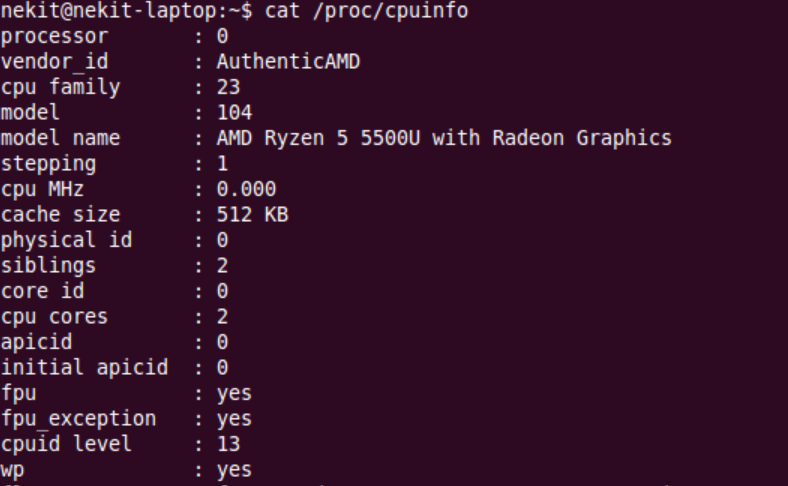 nekit@nekit-laptop:~$ cat /proc/cpuinfo
processor : 0
vendor_id : AuthenticAMD
cpu family : 23
model : 104
model name : AMD Ryzen 5 5500U with Radeon Graphics
stepping : 1
cpu MHz : 0.000
cache size : 512 KB
physical id : 0
siblings : 2
core id : 0
cpu cores : 2
apicid : 0
initial apicid : 0
fpu : yes
fpu_exception : yes
cpuid level : 13
wp : yes